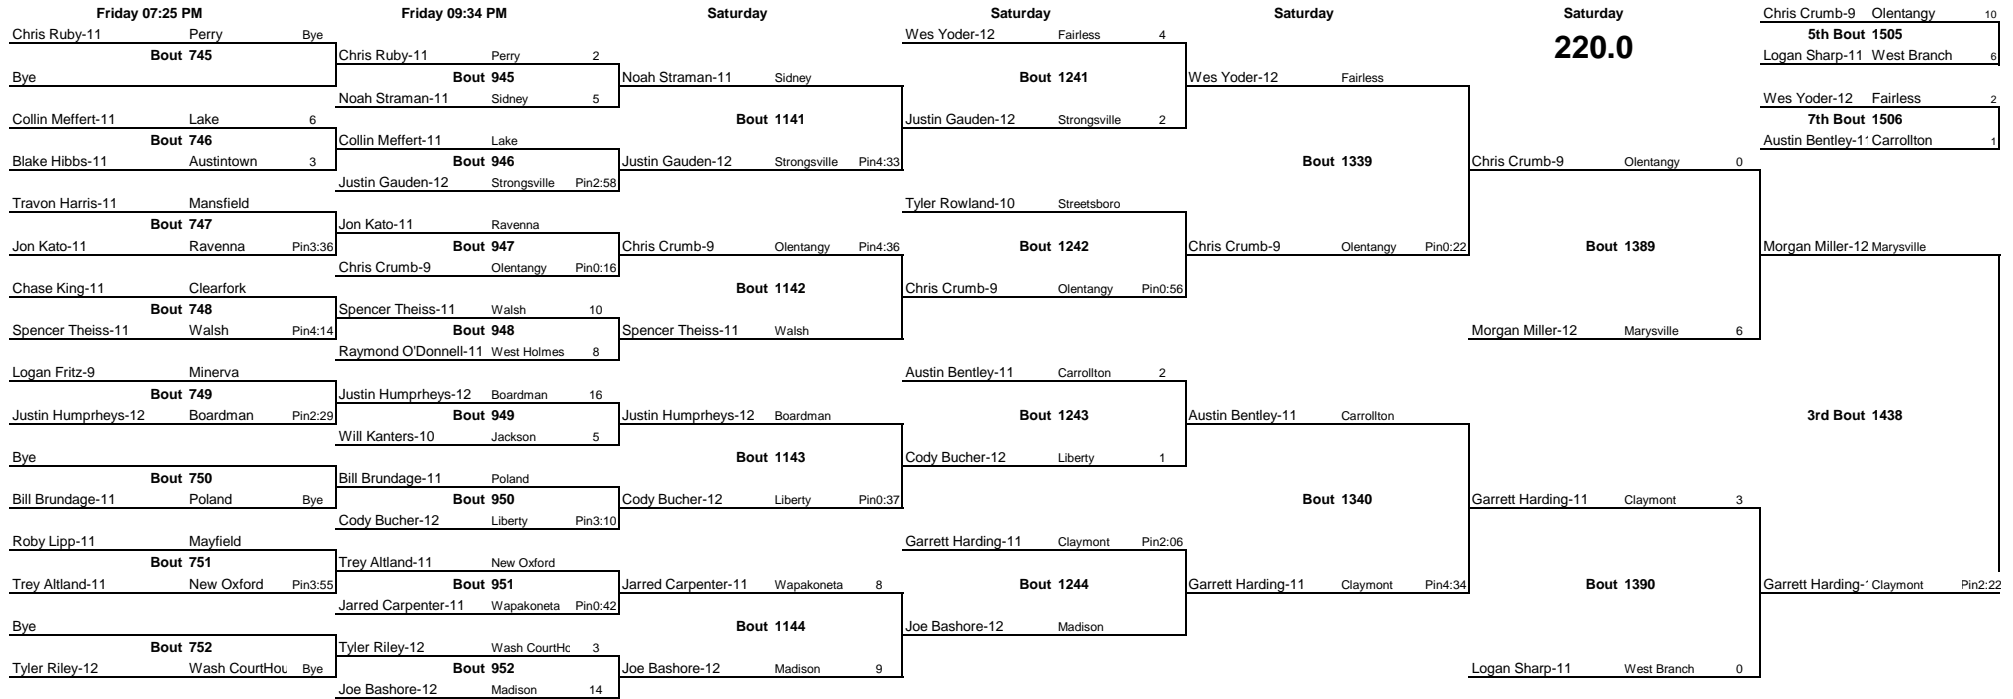 Friday 07:25 PM
Chris Ruby-11 Perry Bye
Bout 745
Bye
Collin Meffert-11 Lake 6
Bout 746
Blake Hibbs-11 Austintown 3
Travon Harris-11 Mansfield
Bout 747
Jon Kato-11 Ravenna Pin3:36
Chase King-11 Clearfork
Bout 748
Spencer Theiss-11 Walsh Pin4:14
Logan Fritz-9 Minerva
Bout 749
Justin Humprheys-12 Boardman Pin2:29
Bye
Bout 750
Bill Brundage-11 Poland Bye
Roby Lipp-11 Mayfield
Bout 751
Trey Altland-11 New Oxford Pin3:55
Bye
Bout 752
Tyler Riley-12 Wash CourtHou Bye
Friday 09:34 PM
Chris Ruby-11 Perry 2
Bout 945
Noah Straman-11 Sidney 5
Collin Meffert-11 Lake
Bout 946
Justin Gauden-12 Strongsville Pin2:58
Jon Kato-11 Ravenna
Bout 947
Chris Crumb-9 Olentangy Pin0:16
Spencer Theiss-11 Walsh 10
Bout 948
Raymond O'Donnell-11 West Holmes 8
Justin Humprheys-12 Boardman 16
Bout 949
Will Kanters-10 Jackson 5
Bill Brundage-11 Poland
Bout 950
Cody Bucher-12 Liberty Pin3:10
Trey Altland-11 New Oxford
Bout 951
Jarred Carpenter-11 Wapakoneta Pin0:42
Tyler Riley-12 Wash CourtHo 3
Bout 952
Joe Bashore-12 Madison 14
Saturday
Noah Straman-11 Sidney
Bout 1141
Justin Gauden-12 Strongsville Pin4:33
Chris Crumb-9 Olentangy Pin4:36
Bout 1142
Spencer Theiss-11 Walsh
Justin Humprheys-12 Boardman
Bout 1143
Cody Bucher-12 Liberty Pin0:37
Jarred Carpenter-11 Wapakoneta 8
Bout 1144
Joe Bashore-12 Madison 9
Saturday
Wes Yoder-12 Fairless 4
Bout 1241
Justin Gauden-12 Strongsville 2
Tyler Rowland-10 Streetsboro
Bout 1242
Chris Crumb-9 Olentangy Pin0:56
Austin Bentley-11 Carrollton 2
Bout 1243
Cody Bucher-12 Liberty 1
Garrett Harding-11 Claymont Pin2:06
Bout 1244
Joe Bashore-12 Madison
Saturday
Wes Yoder-12 Fairless
Bout 1339
Chris Crumb-9 Olentangy Pin0:22
Austin Bentley-11 Carrollton
Bout 1340
Garrett Harding-11 Claymont Pin4:34
Saturday
220.0
Chris Crumb-9 Olentangy 0
Bout 1389
Morgan Miller-12 Marysville 6
Garrett Harding-11 Claymont 3
Bout 1390
Logan Sharp-11 West Branch 0
Chris Crumb-9 Olentangy 10
5th Bout 1505
Logan Sharp-11 West Branch 6
Wes Yoder-12 Fairless 2
7th Bout 1506
Austin Bentley-1 Carrollton 1
Morgan Miller-12 Marysville
3rd Bout 1438
Garrett Harding- Claymont Pin2:22